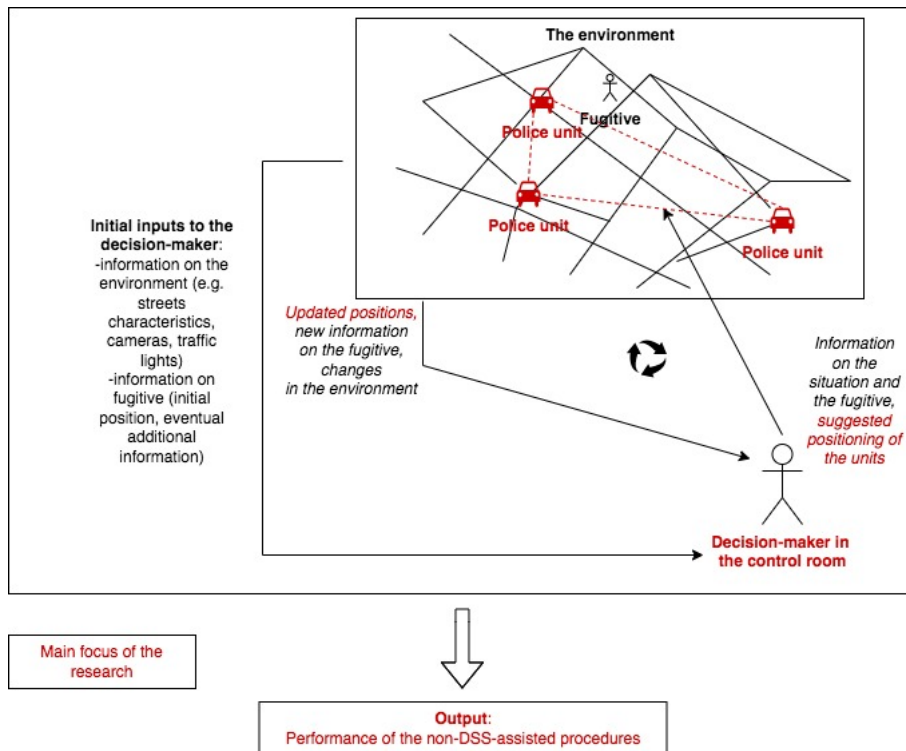 The environment
Fugitive
Police unit
Police unit
Police unit
Initial inputs to the
decision-maker:
-information on the
environment (e.g.
streets
characteristics,
cameras, traffic
lights)
-information on
fugitive (initial
position, eventual
additional
information)
Updated positions,
new information
on the fugitive,
changes
in the environment
Information
on the
situation and
the fugitive,
suggested
positioning of
the units
Decision-maker in
the control room
Main focus of the
research
Output:
Performance of the non-DSS-assisted procedures